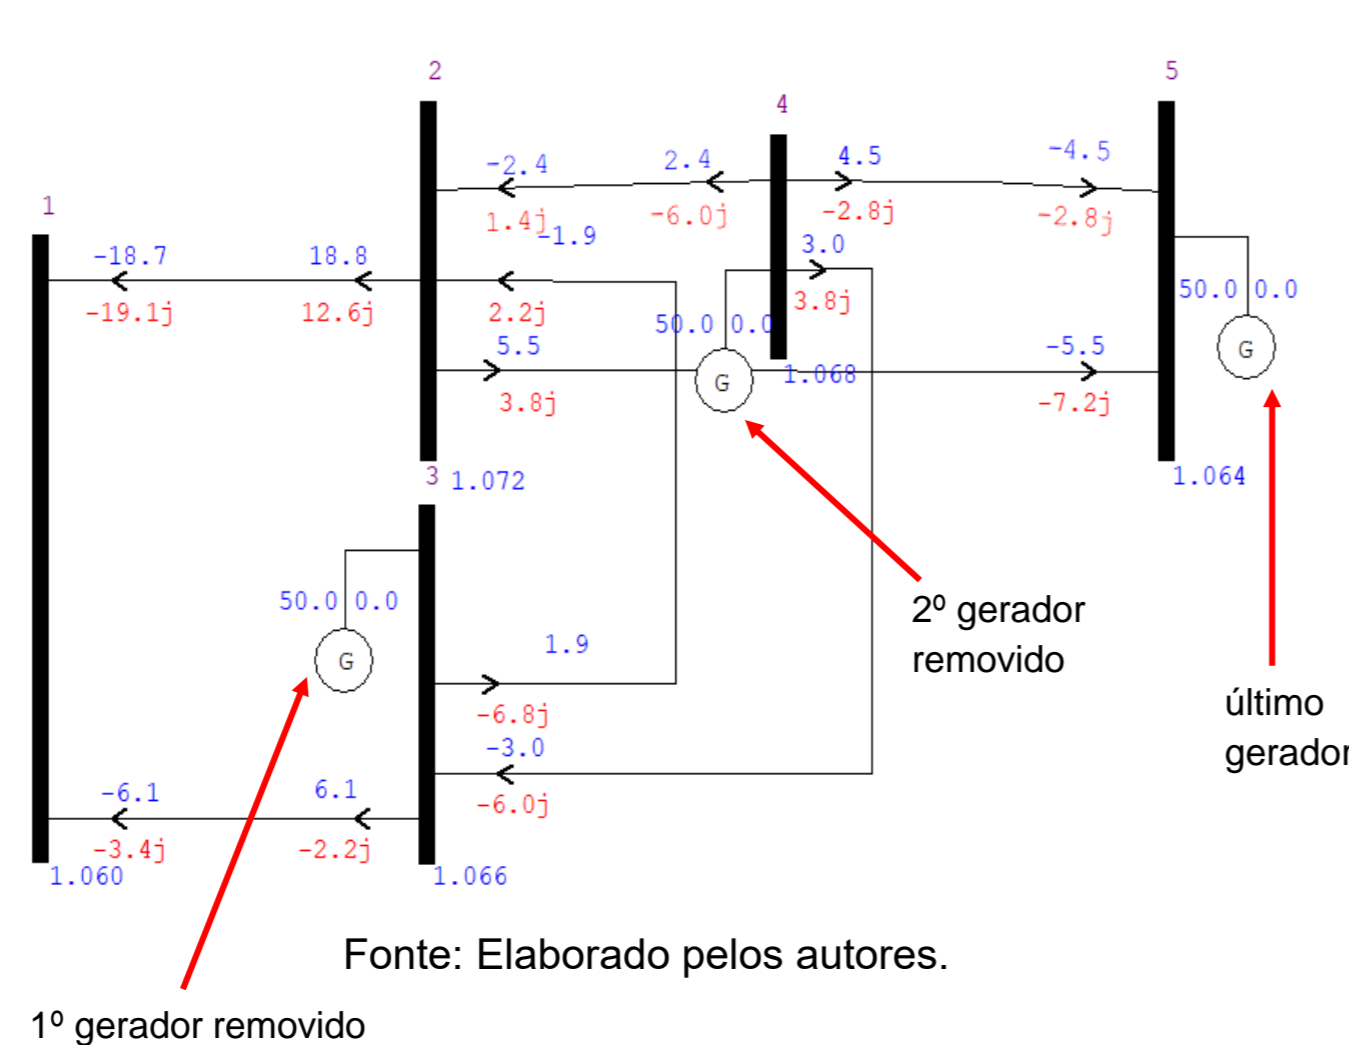 2
5
4
-2.4
2.4
4.5
-4.5
1
1.4j
-6.0j
-2.8j
-2.8j
-1.9
3.0
-18.7
18.8
50.0 0.0
-19.1j
12.6j
2.2j
3.8j
50.0 0.0
5.5
-5.5
G
G
1.068
3.8j
-7.2j
3
1.072
1.064
50.0 0.0
2º gerador
removido
1.9
G
último
gerador
-6.8j
-3.0
-6.1
6.1
-6.0j
-3.4j
-2.2j
1.060
1.066
Fonte: Elaborado pelos autores.
1º gerador removido